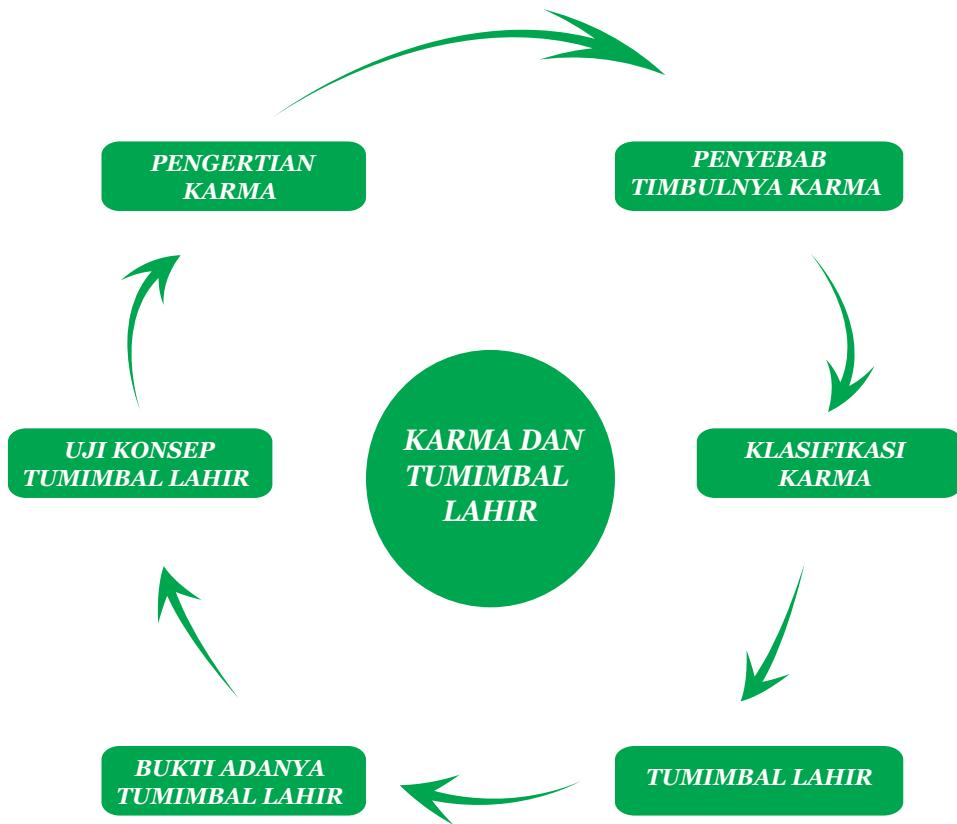 PENGERTIAN
KARMA
PENYEBAB
TIMBULNYA KARMA
KLASIFIKASI
KARMA
TUMIMBAL LAHIR
BUKTI ADANYA
TUMIMBAL LAHIR
UJI KONSEP
TUMIMBAL LAHIR
KARMA DAN
TUMIMBAL
LAHIR